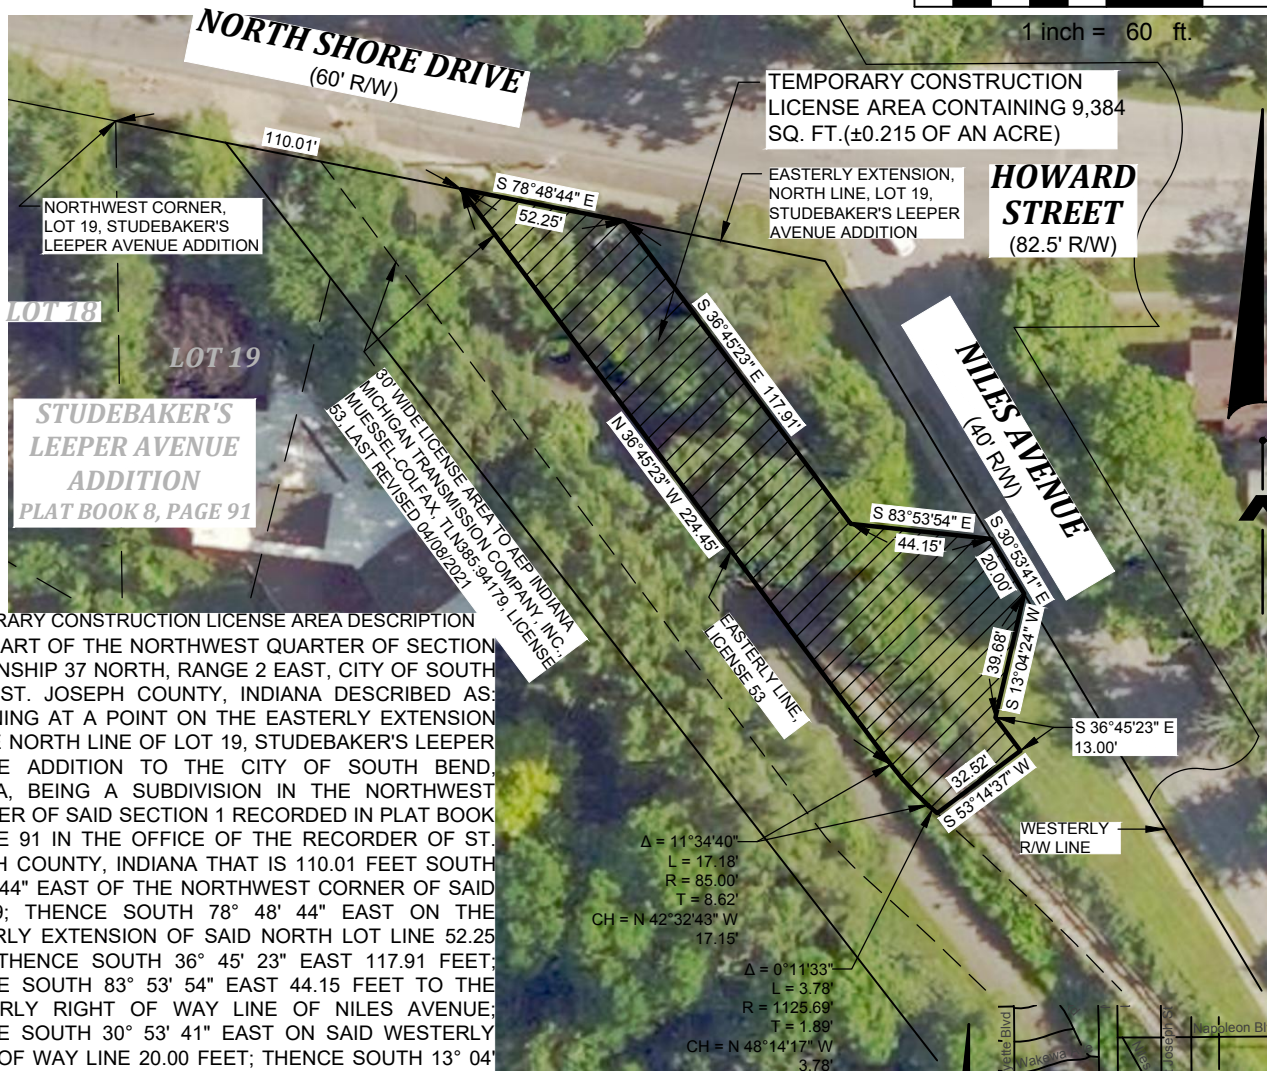 1 inch = 60 ft.
NORTH SHORE DRIVE
(60' R/W)
TEMPORARY CONSTRUCTION
LICENSE AREA CONTAINING 9,384
SQ. FT.(±0.215 OF AN ACRE)
110.01'
S 78°48'44" E
52.25'
EASTERLY EXTENSION,
NORTH LINE, LOT 19,
STUDEBAKER'S LEEPER
AVENUE ADDITION
HOWARD
STREET
(82.5' R/W)
NORTHWEST CORNER,
LOT 19, STUDEBAKER'S
LEEPER AVENUE ADDITION
LOT 18
LOT 19
STUDEBAKER'S
LEEPER AVENUE
ADDITION
PLAT BOOK 8, PAGE 91
S 36°45'23" E 117.91'
NILES AVENUE
(40' R/W)
30' WIDE LICENSE AREA TO AEP INDIANA
MICHIGAN TRANSMISSION COMPANY, INC.,
MUESSEL-COLFAX, TLN385:94179, LICENSE
53, LAST REVISED 04/08/2021
N 36°45'23" W 224.45'
S 83°53'54" E
44.15'
S 30°53'41" E
20.00'
39.68'
S 13°04'24" W
EASTERLY LINE,
LICENSE 53
S 36°45'23" E
13.00'
32.52'
S 53°14'37" W
WESTERLY
R/W LINE
Δ = 11°34'40"
L = 17.18'
R = 85.00'
T = 8.62'
CH = N 42°32'43" W
17.15'
Δ = 0°11'33"
L = 3.78'
R = 1125.69'
T = 1.89'
CH = N 48°14'17" W
3.78'
RARY CONSTRUCTION LICENSE AREA DESCRIPTION
ART OF THE NORTHWEST QUARTER OF SECTION
NSHIP 37 NORTH, RANGE 2 EAST, CITY OF SOUTH
ST. JOSEPH COUNTY, INDIANA DESCRIBED AS:
NING AT A POINT ON THE EASTERLY EXTENSION
E NORTH LINE OF LOT 19, STUDEBAKER'S LEEPER
E ADDITION TO THE CITY OF SOUTH BEND,
A, BEING A SUBDIVISION IN THE NORTHWEST
ER OF SAID SECTION 1 RECORDED IN PLAT BOOK
E 91 IN THE OFFICE OF THE RECORDER OF ST.
H COUNTY, INDIANA THAT IS 110.01 FEET SOUTH
44" EAST OF THE NORTHWEST CORNER OF SAID
9; THENCE SOUTH 78° 48' 44" EAST ON THE
RLY EXTENSION OF SAID NORTH LOT LINE 52.25
THENCE SOUTH 36° 45' 23" EAST 117.91 FEET;
E SOUTH 83° 53' 54" EAST 44.15 FEET TO THE
ERLY RIGHT OF WAY LINE OF NILES AVENUE;
E SOUTH 30° 53' 41" EAST ON SAID WESTERLY
OF WAY LINE 20.00 FEET; THENCE SOUTH 13° 04'
yette Blvd
Wakewa Ave
Niles
Joseph St
Napoleon Bl